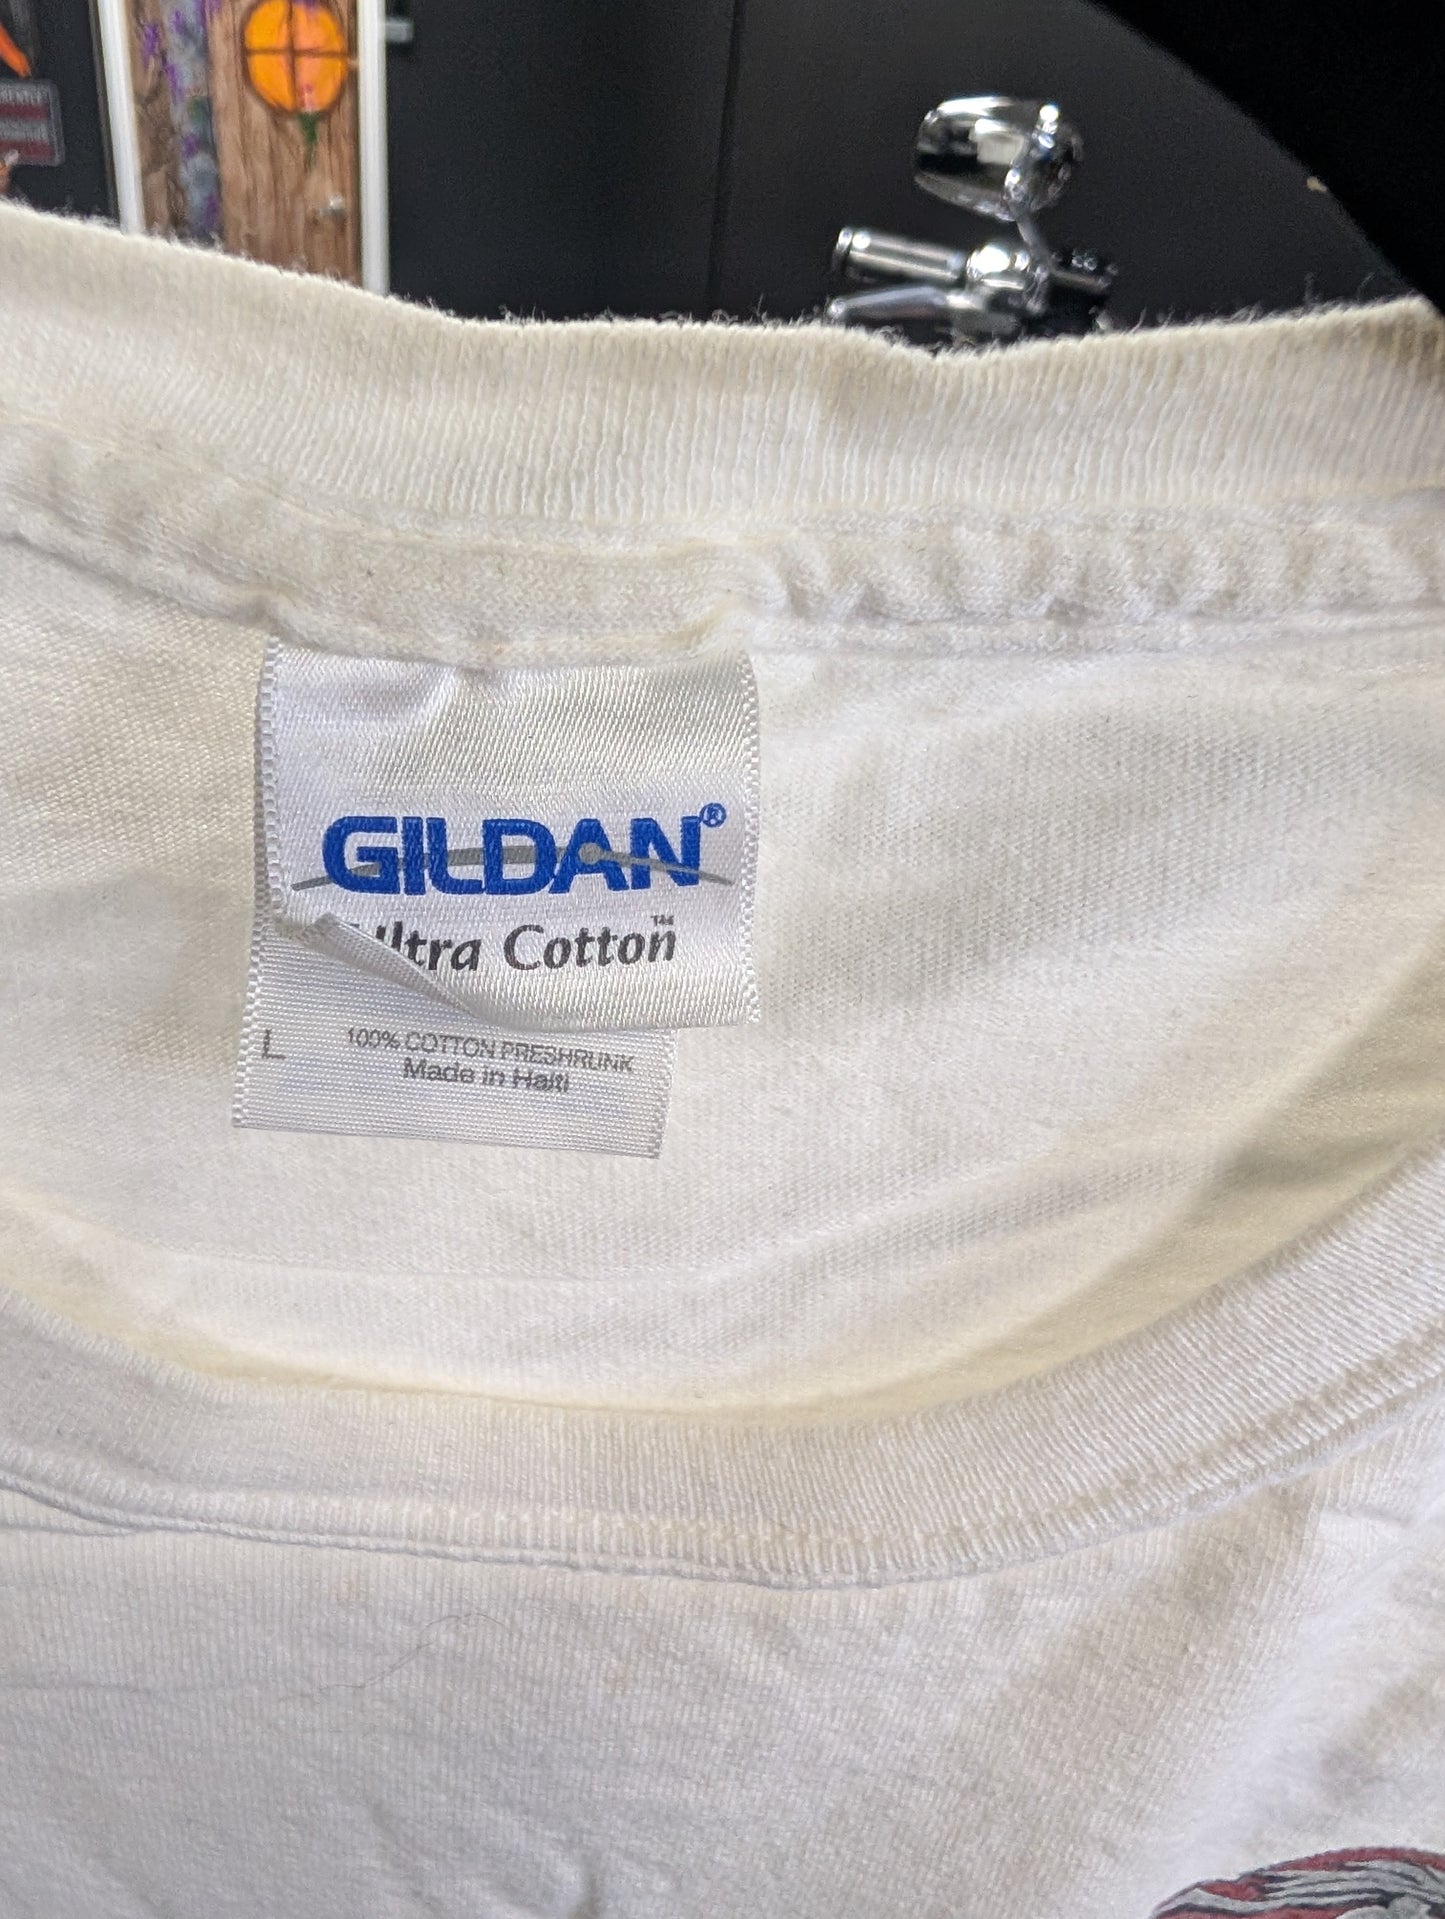 GILDAN®
Ultra Cotton™
L
100% COTTON PRESHRUNK
Made in Haiti